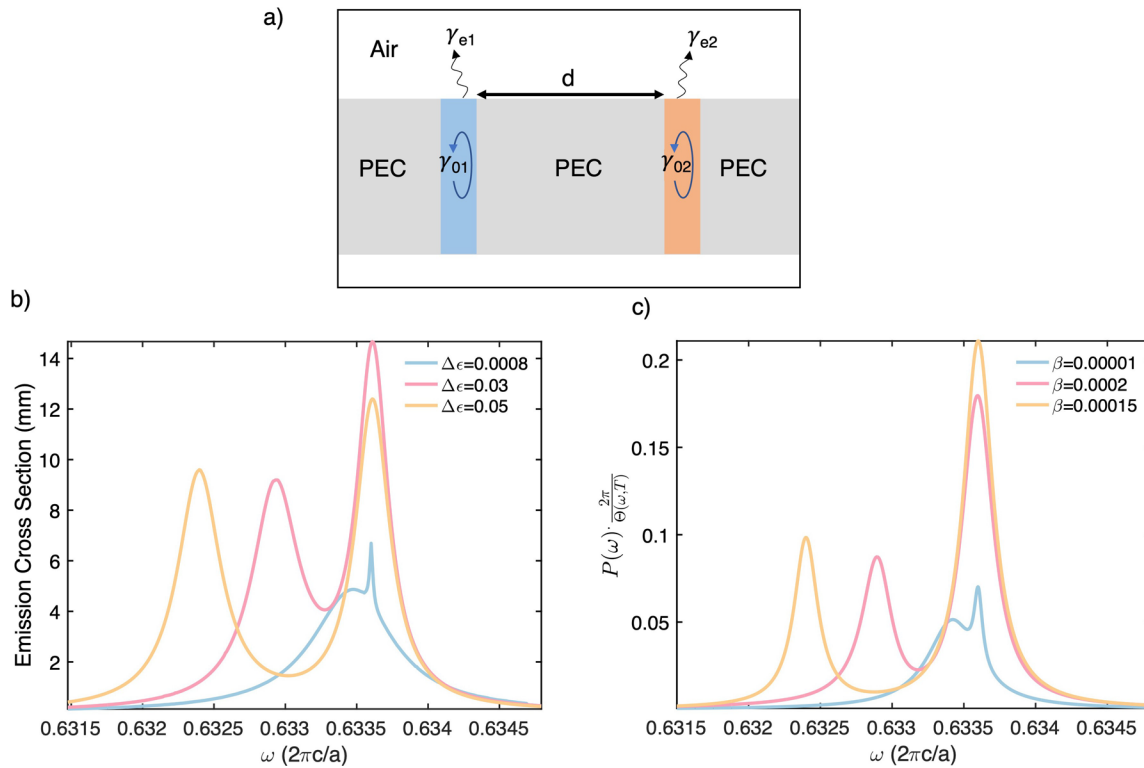 a)
Air
γe1
γe2
d
PEC
γ01
PEC
γ02
PEC
b)
Emission Cross Section (mm)
14
12
10
8
6
4
2
Δϵ=0.0008
Δϵ=0.03
Δϵ=0.05
0.6315
0.632
0.6325
0.633
0.6335
0.634
0.6345
ω (2πc/a)
c)
P(ω)· 2π/Θ(ω,T)
0.2
0.15
0.1
0.05
β=0.00001
β=0.0002
β=0.00015
0.6315
0.632
0.6325
0.633
0.6335
0.634
0.6345
ω (2πc/a)